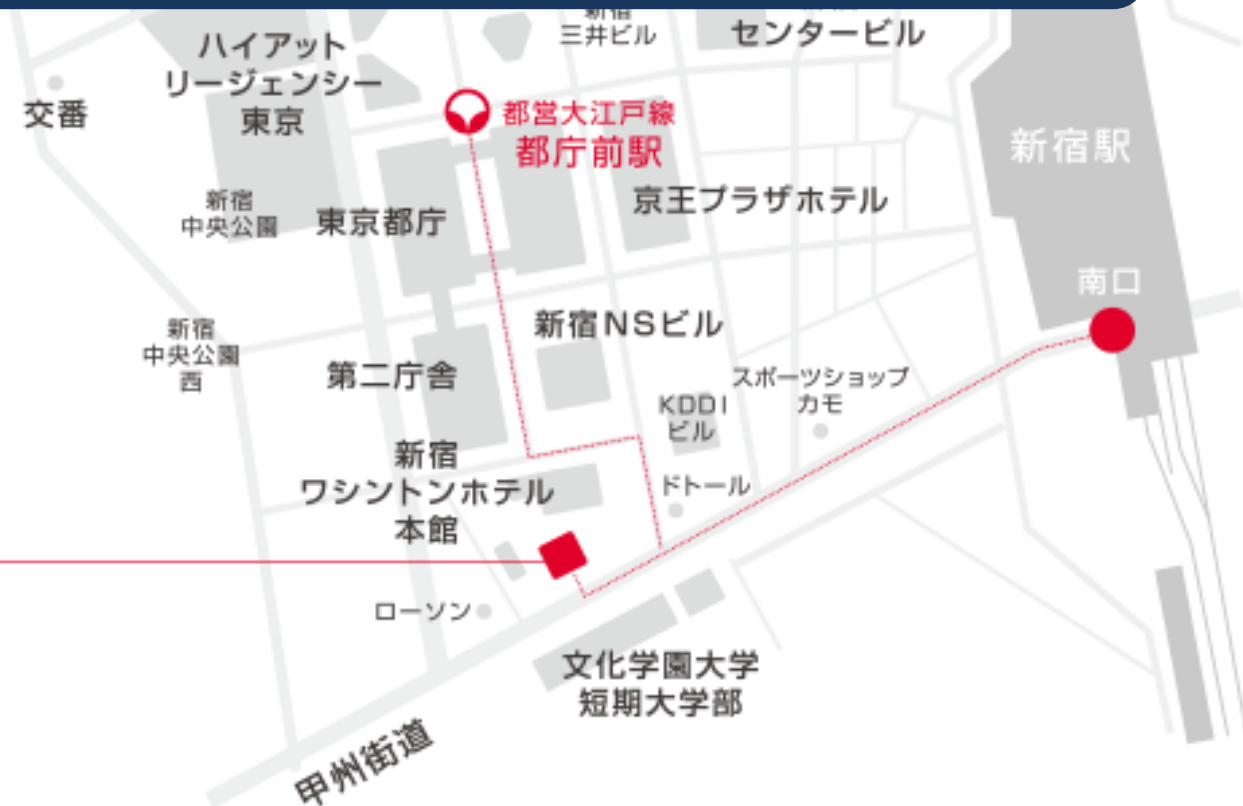 三井ビル
センタービル
ハイアット
リージェンシー
東京
交番
都営大江戸線
都庁前駅
新宿駅
新宿
中央公園
東京都庁
京王プラザホテル
南口
新宿
中央公園
西
新宿NSビル
第二庁舎
スポーツショップ
カモ
KDDI
ビル
新宿
ワシントンホテル
本館
ドトール
ローソン
文化学園大学
短期大学部
甲州街道